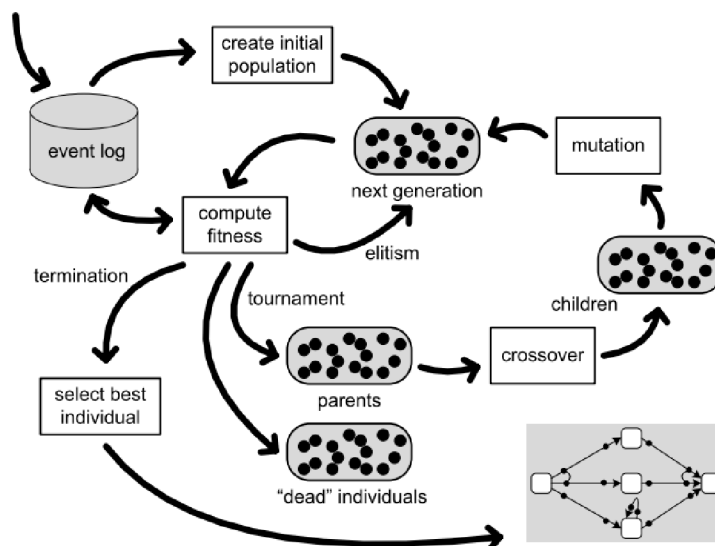 create initial
population
event log
mutation
next generation
compute
fitness
elitism
termination
tournament
children
crossover
select best
individual
parents
“dead” individuals